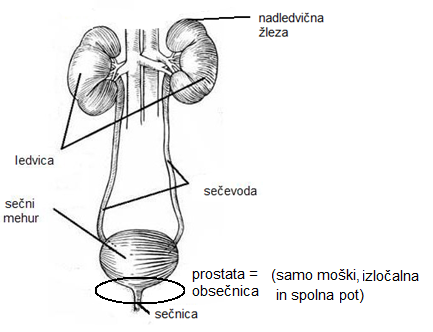 nadledvična
žleza
ledvica
sečevoda
sečni
mehur
prostata = (samo moški, izločalna
obsečnica in spolna pot)
sečnica